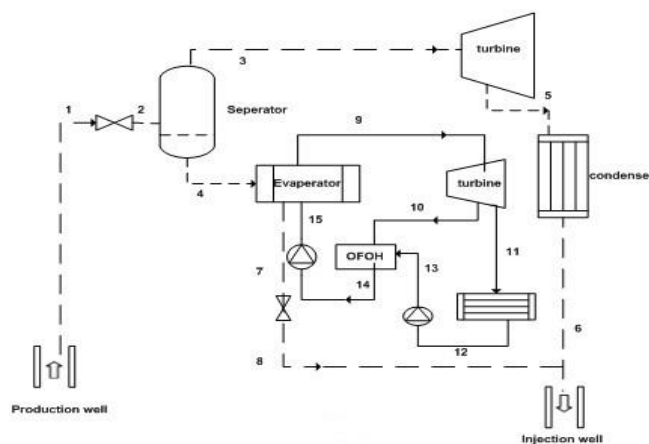 3
turbine
5
1
2
Seperator
9
condense
Evaperator
turbine
4
10
15
OFOH
13
11
7
14
6
12
8
Production well
Injection well